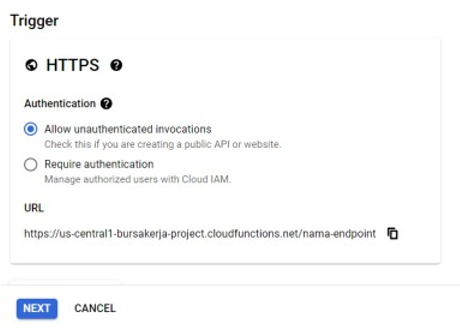 Trigger
HTTPS
Authentication
Allow unauthenticated invocations
Check this if you are creating a public API or website.
Require authentication
Manage authorized users with Cloud IAM.
URL
https://us-central1-bursakerja-project.cloudfunctions.net/nama-endpoint
NEXT CANCEL